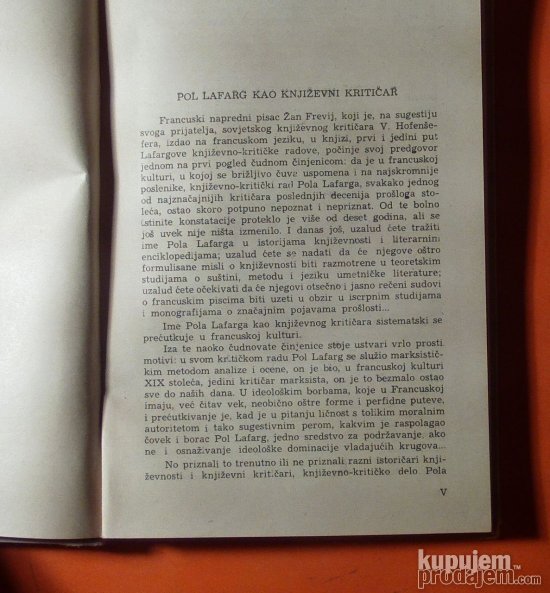 POL LAFARG KAO KNJIŽEVNI KRITIČAR
Francuski napredni pisac Žan Frevij, koji je, na sugestiju
svoga prijatelja, sovjetskog književnog kritičara V. Hofenše-
fera, izdao na francuskom jeziku, u knjizi, prvi i jedini put
Lafargove književno-kritičke radove, počinje svoj predgovor
jednom na prvi pogled čudnom činjenicom: da je u francuskoj
kulturi, u kojoj se brižljivo čuva uspomena i na najskromnije
poslenike, književno-kritički rad Pola Lafarga, svakako jednog
od najznačajnijih kritičara poslednjih decenija prošloga sto-
leća, ostao skoro potpuno nepoznat i nepriznat. Od te bolno
istinite konstatacije proteklo je više od deset godina, ali se
još uvek nije ništa izmenilo. I danas još, uzalud ćete tražiti
ime Pola Lafarga u istorijama književnosti i literarnim
enciklopedijama; uzalud ćete se nadati da će njegove oštro
formulisane misli o književnosti biti razmotrene u teoretskim
studijama o suštini, metodu i jeziku umetničke literature;
uzalud ćete očekivati da će njegovi otsečno i jasno rečeni sudovi
o francuskim piscima biti uzeti u obzir u iscrpnim studijama
i monografijama o značajnim pojavama prošlosti...
Ime Pola Lafarga kao književnog kritičara sistematski se
prećutkuje u francuskoj kulturi.
Iza te naoko čudnovate činjenice stoje ustvari vrlo prosti
motivi: u svom kritičkom radu Pol Lafarg se služio marksistič-
kim metodom analize i ocene, on je bio, u francuskoj kulturi
XIX stoleća, jedini kritičar marksista, on je to bezmalo ostao
sve do naših dana. U ideološkim borbama, koje u Francuskoj
imaju, već čitav vek, neobično oštre forme i perfidne puteve,
i prećutkivanje je, kad je u pitanju ličnost s tolikim moralnim
autoritetom i tako sugestivnim perom, kakvim je raspolagao
čovek i borac Pol Lafarg, jedno sredstvo za podržavanje, ako
ne i osnaživanje ideološke dominacije vladajućih krugova...
No priznali to trenutno ili ne priznali razni istoričari knji-
ževnosti i književni kritičari, književno-kritičko delo Pola
V
kupujem
prodajem.com